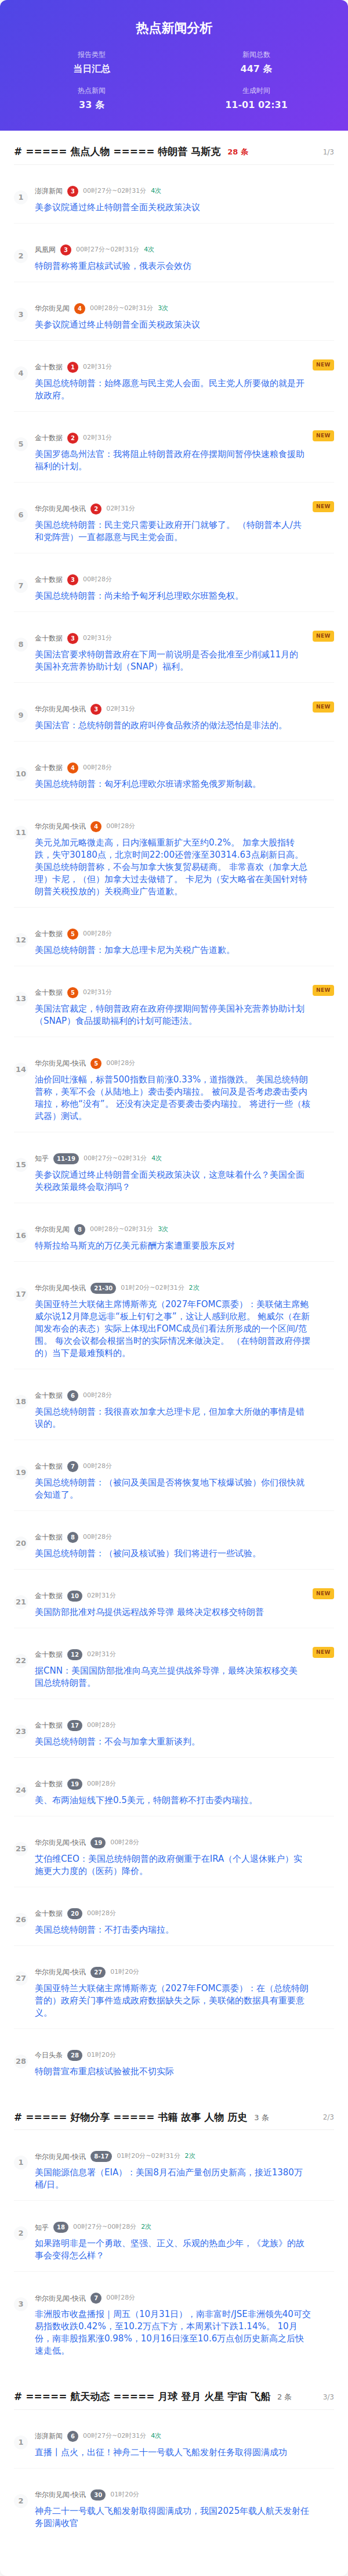 热点新闻分析
报告类型
新闻总数
当日汇总
447 条
热点新闻
生成时间
33 条
11-01 02:31
# ===== 焦点人物 ===== 特朗普 马斯克 28 条 1/3
1
澎湃新闻 3 00时27分~02时31分 4次
美参议院通过终止特朗普全面关税政策决议
2
凤凰网 3 00时27分~02时31分 4次
特朗普称将重启核武试验，俄表示会效仿
3
华尔街见闻 4 00时28分~02时31分 3次
美参议院通过终止特朗普全面关税政策决议
4
金十数据 1 02时31分
NEW
美国总统特朗普：始终愿意与民主党人会面。民主党人所要做的就是开
放政府。
5
金十数据 2 02时31分
NEW
美国罗德岛州法官：我将阻止特朗普政府在停摆期间暂停快速粮食援助
福利的计划。
6
华尔街见闻-快讯 2 02时31分
NEW
美国总统特朗普：民主党只需要让政府开门就够了。 （特朗普本人/共
和党阵营）一直都愿意与民主党会面。
7
金十数据 3 00时28分
美国总统特朗普：尚未给予匈牙利总理欧尔班豁免权。
8
金十数据 3 02时31分
NEW
美国法官要求特朗普政府在下周一前说明是否会批准至少削减11月的
美国补充营养协助计划（SNAP）福利。
9
华尔街见闻-快讯 3 02时31分
NEW
美国法官：总统特朗普的政府叫停食品救济的做法恐怕是非法的。
10
金十数据 4 00时28分
美国总统特朗普：匈牙利总理欧尔班请求豁免俄罗斯制裁。
11
华尔街见闻-快讯 4 00时28分
美元兑加元略微走高，日内涨幅重新扩大至约0.2%。 加拿大股指转
跌，失守30180点，北京时间22:00还曾涨至30314.63点刷新日高。
美国总统特朗普称，不会与加拿大恢复贸易磋商。 非常喜欢（加拿大总
理）卡尼，（但）加拿大过去做错了。 卡尼为（安大略省在美国针对特
朗普关税投放的）关税商业广告道歉。
12
金十数据 5 00时28分
美国总统特朗普：加拿大总理卡尼为关税广告道歉。
13
金十数据 5 02时31分
NEW
美国法官裁定，特朗普政府在政府停摆期间暂停美国补充营养协助计划
（SNAP）食品援助福利的计划可能违法。
14
华尔街见闻-快讯 5 00时28分
油价回吐涨幅，标普500指数目前涨0.33%，道指微跌。 美国总统特朗
普称，美军不会（从陆地上）袭击委内瑞拉。 被问及是否考虑袭击委内
瑞拉，称他“没有”。 还没有决定是否要袭击委内瑞拉。 将进行一些（核
武器）测试。
15
知乎 11-19 00时27分~02时31分 4次
美参议院通过终止特朗普全面关税政策决议，这意味着什么？美国全面
关税政策最终会取消吗？
16
华尔街见闻 8 00时28分~02时31分 3次
特斯拉给马斯克的万亿美元薪酬方案遭重要股东反对
17
华尔街见闻-快讯 21-30 01时20分~02时31分 2次
美国亚特兰大联储主席博斯蒂克（2027年FOMC票委）：美联储主席鲍
威尔说12月降息远非“板上钉钉之事”，这让人感到欣慰。 鲍威尔（在新
闻发布会的表态）实际上体现出FOMC成员们看法所形成的一个区间/范
围。 每次会议都会根据当时的实际情况来做决定。 （在特朗普政府停摆
的）当下是最难预料的。
18
金十数据 6 00时28分
美国总统特朗普：我很喜欢加拿大总理卡尼，但加拿大所做的事情是错
误的。
19
金十数据 7 00时28分
美国总统特朗普：（被问及美国是否将恢复地下核爆试验）你们很快就
会知道了。
20
金十数据 8 00时28分
美国总统特朗普：（被问及核试验）我们将进行一些试验。
21
金十数据 10 02时31分
NEW
美国防部批准对乌提供远程战斧导弹 最终决定权移交特朗普
22
金十数据 12 02时31分
NEW
据CNN：美国国防部批准向乌克兰提供战斧导弹，最终决策权移交美
国总统特朗普。
23
金十数据 17 00时28分
美国总统特朗普：不会与加拿大重新谈判。
24
金十数据 19 00时28分
美、布两油短线下挫0.5美元，特朗普称不打击委内瑞拉。
25
华尔街见闻-快讯 19 00时28分
艾伯维CEO：美国总统特朗普的政府侧重于在IRA（个人退休账户）实
施更大力度的（医药）降价。
26
金十数据 20 00时28分
美国总统特朗普：不打击委内瑞拉。
27
华尔街见闻-快讯 27 01时20分
美国亚特兰大联储主席博斯蒂克（2027年FOMC票委）：在（总统特朗
普的）政府关门事件造成政府数据缺失之际，美联储的数据具有重要意
义。
28
今日头条 28 01时20分
特朗普宣布重启核试验被批不切实际
# ===== 好物分享 ===== 书籍 故事 人物 历史 3 条 2/3
1
华尔街见闻-快讯 8-17 01时20分~02时31分 2次
美国能源信息署（EIA）：美国8月石油产量创历史新高，接近1380万
桶/日。
2
知乎 18 00时27分~00时28分 2次
如果路明非是一个勇敢、坚强、正义、乐观的热血少年，《龙族》的故
事会变得怎么样？
3
华尔街见闻-快讯 7 00时28分
非洲股市收盘播报｜周五（10月31日），南非富时/JSE非洲领先40可交
易指数收跌0.42%，至10.2万点下方，本周累计下跌1.14%。 10月
份，南非股指累涨0.98%，10月16日涨至10.6万点创历史新高之后快
速走低。
# ===== 航天动态 ===== 月球 登月 火星 宇宙 飞船 2 条 3/3
1
澎湃新闻 6 00时27分~02时31分 4次
直播丨点火，出征！神舟二十一号载人飞船发射任务取得圆满成功
2
华尔街见闻-快讯 30 01时20分
神舟二十一号载人飞船发射取得圆满成功，我国2025年载人航天发射任
务圆满收官